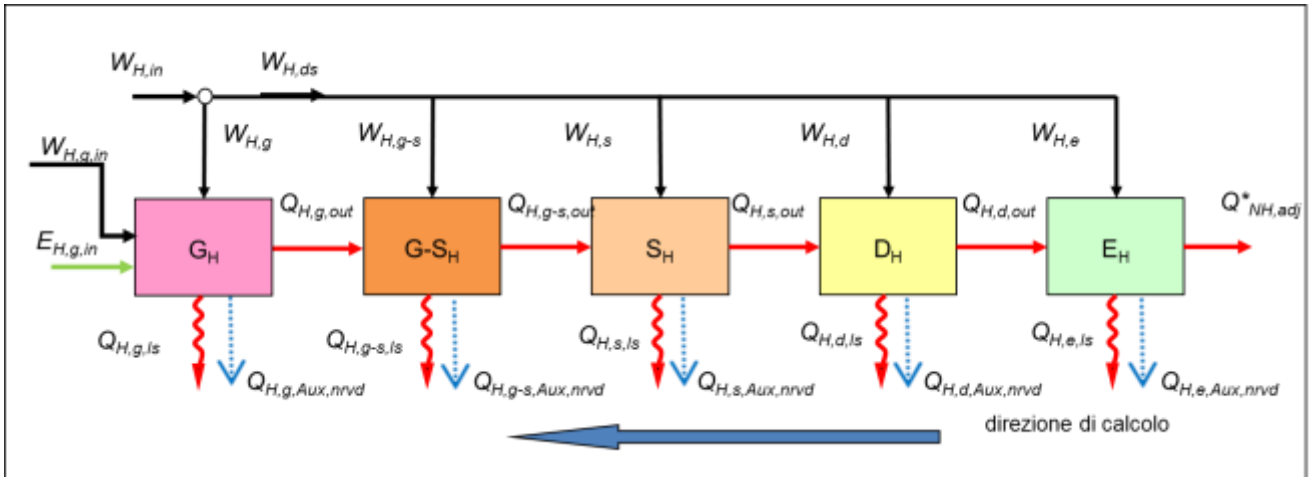 W_H,in
W_H,ds
W_H,g
W_H,g-s
W_H,s
W_H,d
W_H,e
W_H,g,in
Q_H,g,out
Q_H,g-s,out
Q_H,s,out
Q_H,d,out
Q*_NH,adj
E_H,g,in
G_H
G-S_H
S_H
D_H
E_H
Q_H,g,ls
Q_H,g-s,ls
Q_H,s,ls
Q_H,d,ls
Q_H,e,ls
Q_H,g,Aux,nrvd
Q_H,g-s,Aux,nrvd
Q_H,s,Aux,nrvd
Q_H,d,Aux,nrvd
Q_H,e,Aux,nrvd
direzione di calcolo